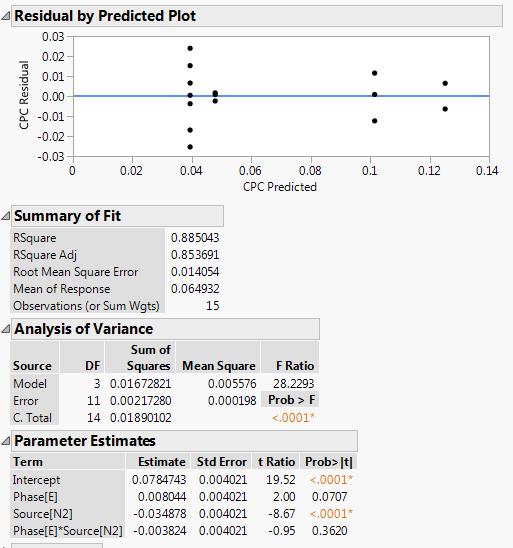 Residual by Predicted Plot
0.03
0.02
0.01
0.00
-0.01
-0.02
-0.03
CPC Residual
0 0.02 0.04 0.06 0.08 0.1 0.12 0.14
CPC Predicted
Summary of Fit
RSquare 0.885043
RSquare Adj 0.853691
Root Mean Square Error 0.014054
Mean of Response 0.064932
Observations (or Sum Wgts) 15
Analysis of Variance
Sum of
Source DF Squares Mean Square F Ratio
Model 3 0.01672821 0.005576 28.2293
Error 11 0.00217280 0.000198 Prob > F
C. Total 14 0.01890102 <.0001*
Parameter Estimates
Term Estimate Std Error t Ratio Prob>|t|
Intercept 0.0784743 0.004021 19.52 <.0001*
Phase[E] 0.008044 0.004021 2.00 0.0707
Source[N2] -0.034878 0.004021 -8.67 <.0001*
Phase[E]*Source[N2] -0.003824 0.004021 -0.95 0.3620